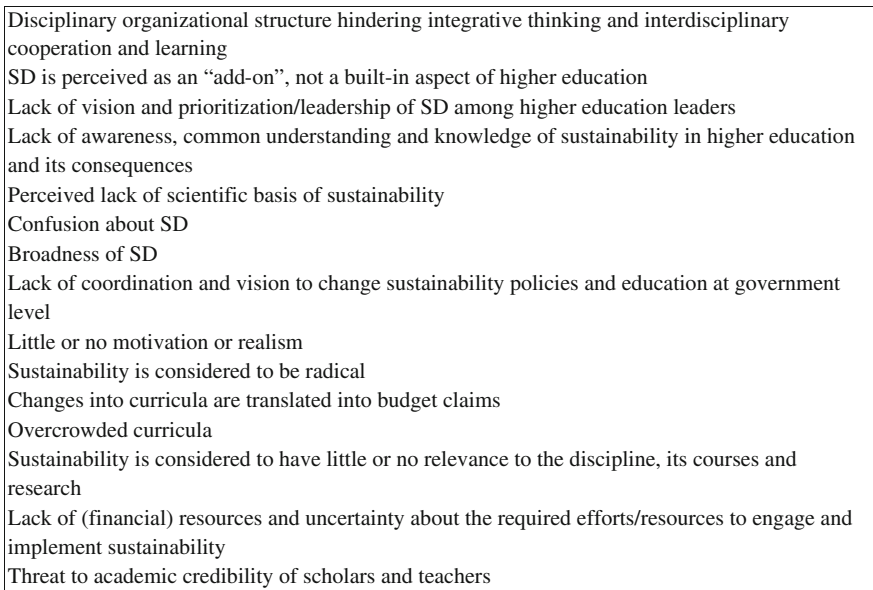 Disciplinary organizational structure hindering integrative thinking and interdisciplinary
cooperation and learning
SD is perceived as an “add-on”, not a built-in aspect of higher education
Lack of vision and prioritization/leadership of SD among higher education leaders
Lack of awareness, common understanding and knowledge of sustainability in higher education
and its consequences
Perceived lack of scientific basis of sustainability
Confusion about SD
Broadness of SD
Lack of coordination and vision to change sustainability policies and education at government
level
Little or no motivation or realism
Sustainability is considered to be radical
Changes into curricula are translated into budget claims
Overcrowded curricula
Sustainability is considered to have little or no relevance to the discipline, its courses and
research
Lack of (financial) resources and uncertainty about the required efforts/resources to engage and
implement sustainability
Threat to academic credibility of scholars and teachers